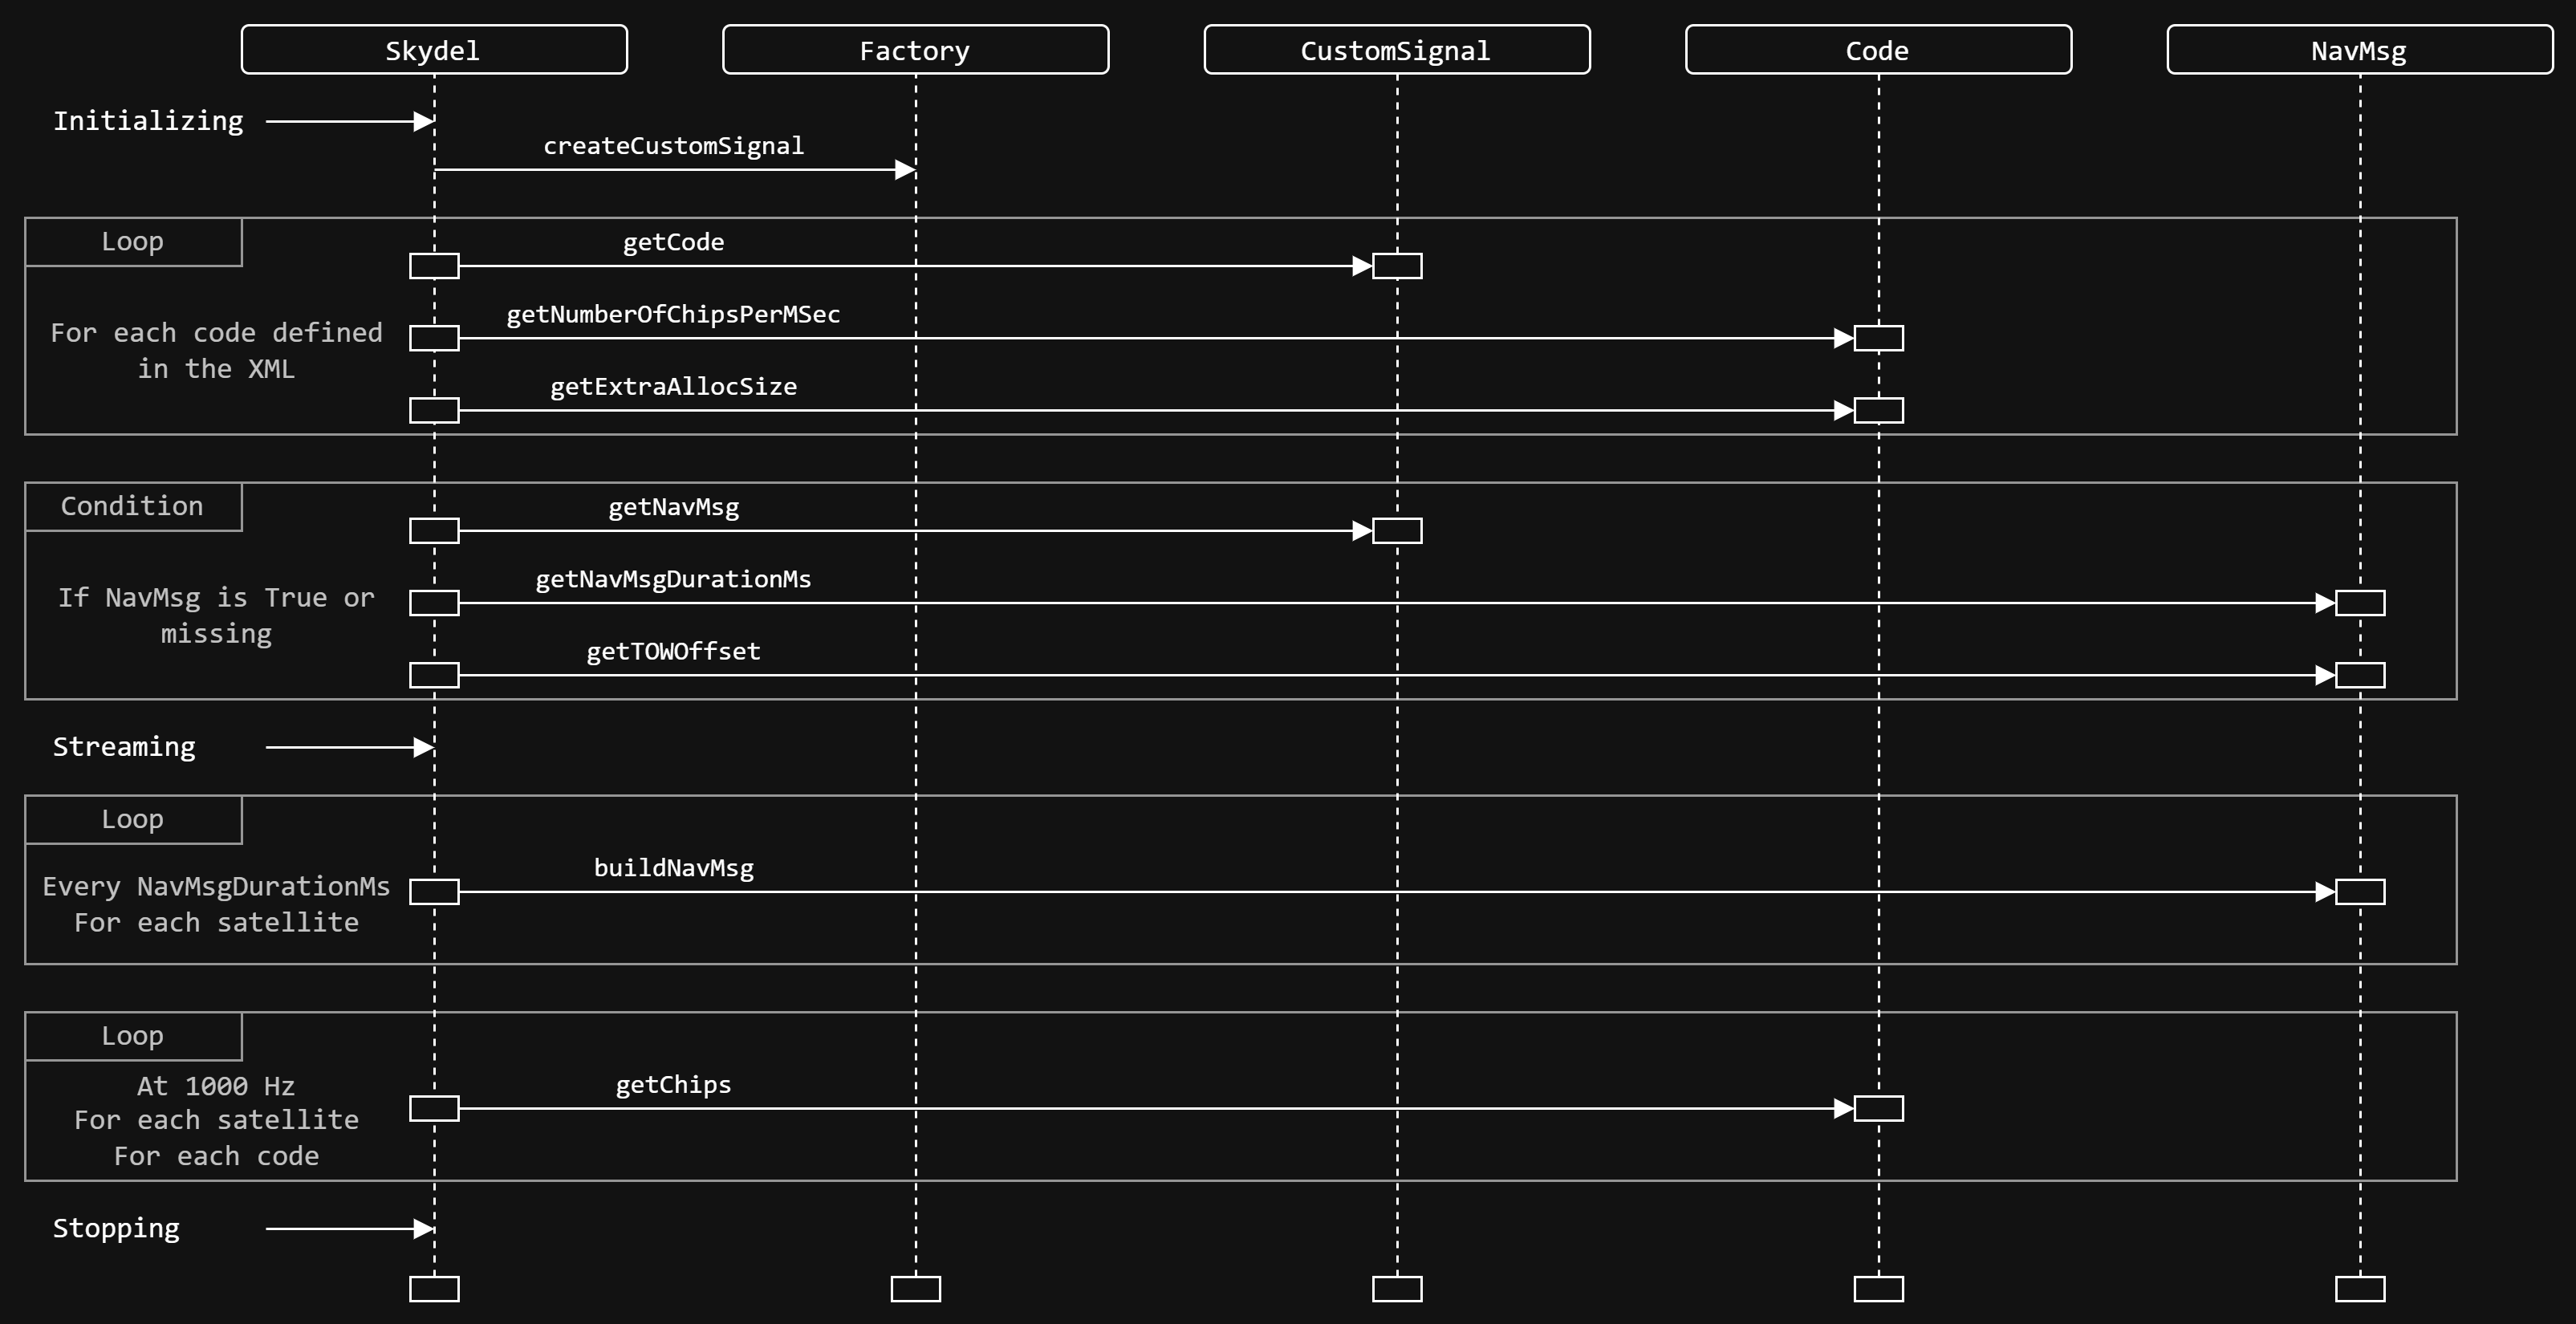 Skydel
Factory
CustomSignal
Code
NavMsg
Initializing
createCustomSignal
Loop
getCode
getNumberOfChipsPerMSec
For each code defined
in the XML
getExtraAllocSize
Condition
getNavMsg
getNavMsgDurationMs
If NavMsg is True or
missing
getTOWOffset
Streaming
Loop
buildNavMsg
Every NavMsgDurationMs
For each satellite
Loop
getChips
At 1000 Hz
For each satellite
For each code
Stopping